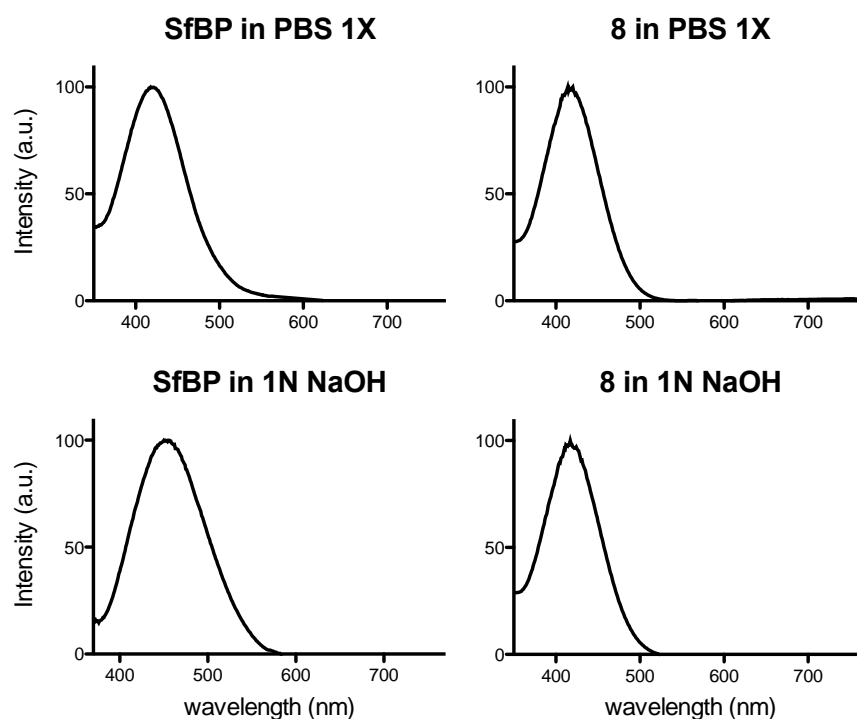 SfBP in PBS 1X
8 in PBS 1X
Intensity (a.u.)
100
50
0
400 500 600 700
100
50
0
400 500 600 700
SfBP in 1N NaOH
8 in 1N NaOH
Intensity (a.u.)
100
50
0
400 500 600 700
wavelength (nm)
100
50
0
400 500 600 700
wavelength (nm)